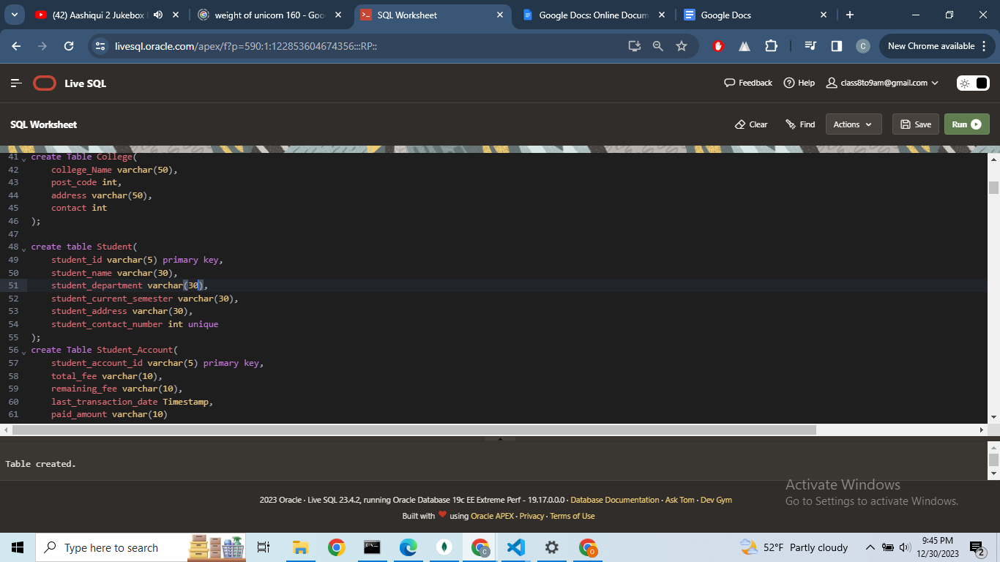 (42) Aashiqui 2 Jukebox
weight of unicorn 160 - Goo
SQL Worksheet
Google Docs: Online Docum
Google Docs
livesql.oracle.com/apex/f?p=590:1:122853604674356:::RP::
C
New Chrome available
Live SQL
Feedback
Help
class8to9am@gmail.com
SQL Worksheet
Clear
Find
Actions
Save
Run
41 create Table College(
42 college_Name varchar(50),
43 post_code int,
44 address varchar(50),
45 contact int
46 );
47
48 create table Student(
49 student_id varchar(5) primary key,
50 student_name varchar(30),
51 student_department varchar(30),
52 student_current_semester varchar(30),
53 student_address varchar(30),
54 student_contact_number int unique
55 );
56 create Table Student_Account(
57 student_account_id varchar(5) primary key,
58 total_fee varchar(10),
59 remaining_fee varchar(10),
60 last_transaction_date Timestamp,
61 paid_amount varchar(10)
Table created.
Activate Windows
Go to Settings to activate Windows.
2023 Oracle · Live SQL 23.4.2, running Oracle Database 19c EE Extreme Perf - 19.17.0.0.0 · Database Documentation · Ask Tom · Dev Gym
Built with ❤ using Oracle APEX · Privacy · Terms of Use
Type here to search
52°F Partly cloudy
9:45 PM
12/30/2023
2